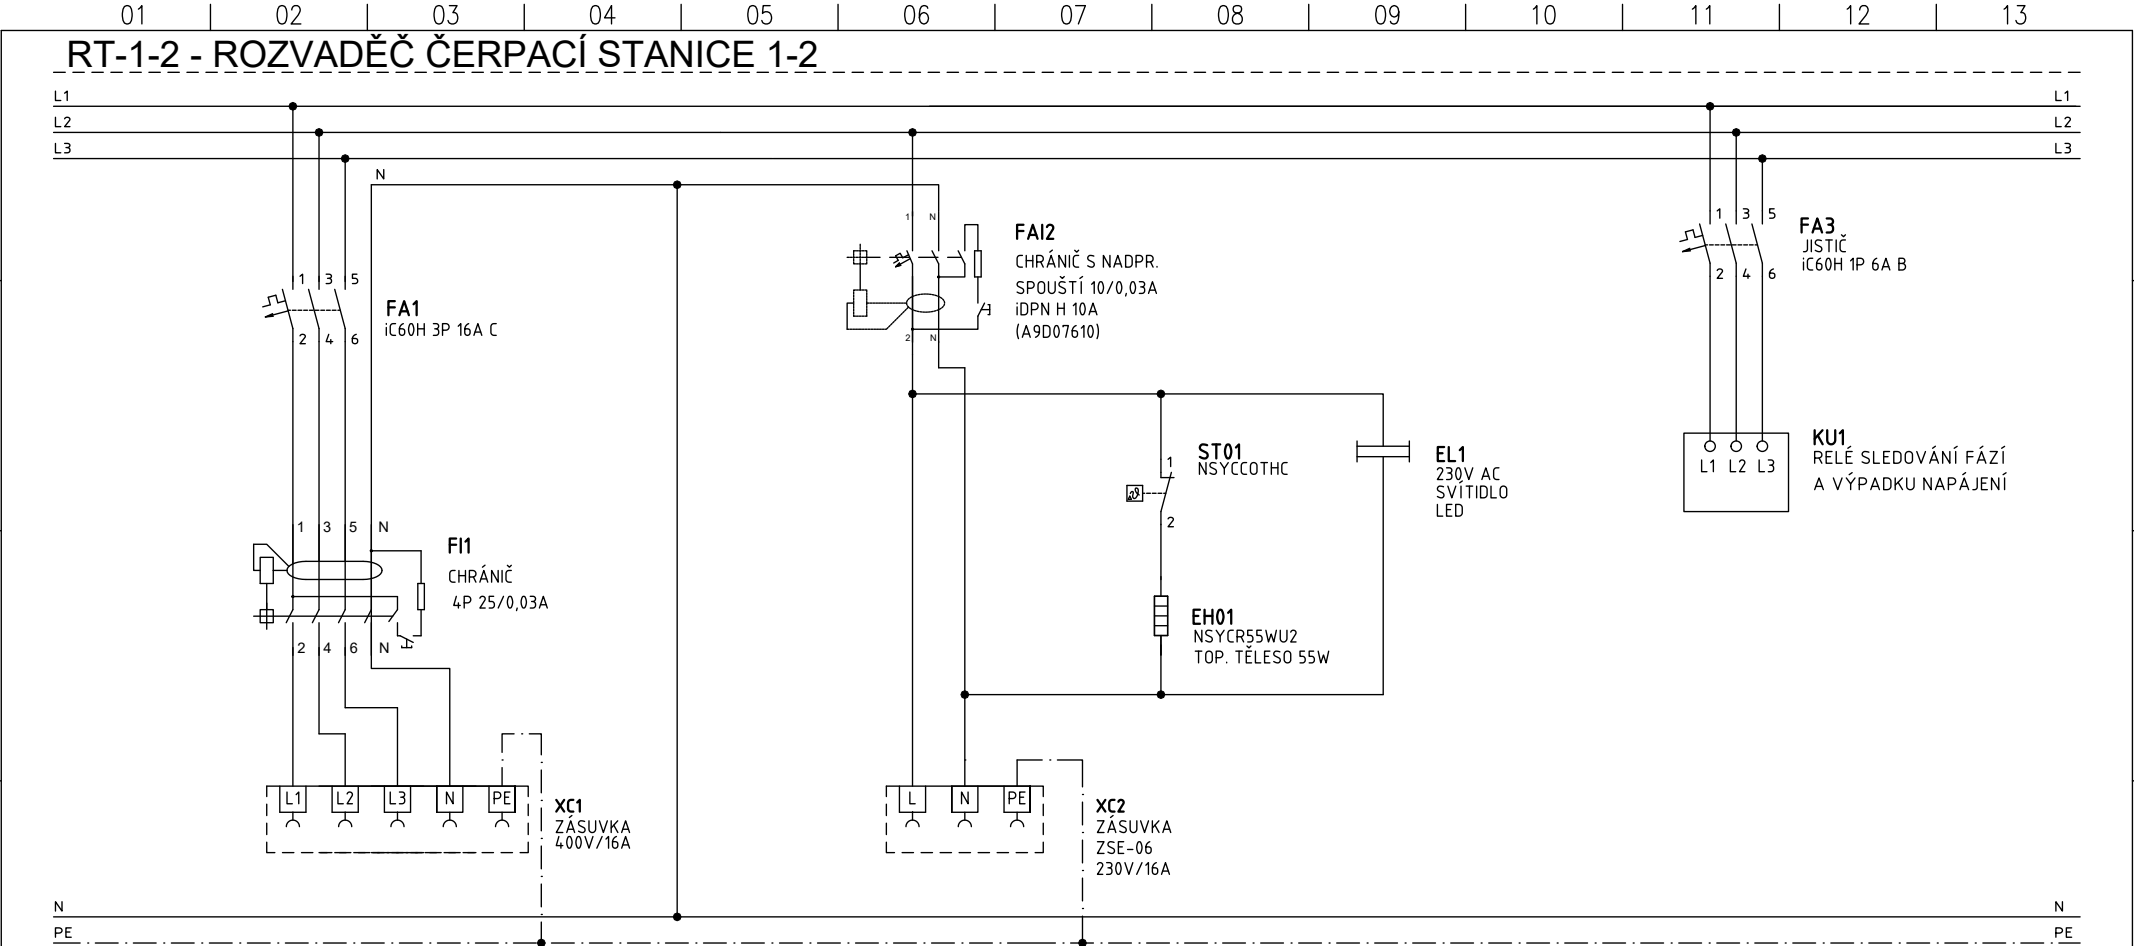 01 02 03 04 05 06 07 08 09 10 11 12 13
RT-1-2 - ROZVADĚČ ČERPACÍ STANICE 1-2
L1 L1
L2 L2
L3 L3
N
1 N
FAI2
CHRÁNIČ S NADPR.
SPOUŠTÍ 10/0,03A
iDPN H 10A
(A9D07610)
2 N
1 3 5
FA3
JISTIČ
iC60H 1P 6A B
2 4 6
1 3 5
FA1
iC60H 3P 16A C
2 4 6
ST01
NSYCCOTHC
1
2
EL1
230V AC
SVÍTIDLO
LED
KU1
RELÉ SLEDOVÁNÍ FÁZÍ
A VÝPADKU NAPÁJENÍ
L1 L2 L3
1 3 5 N
FI1
CHRÁNIČ
4P 25/0,03A
2 4 6 N
EH01
NSYCR55WU2
TOP. TĚLESO 55W
L1 L2 L3 N PE
XC1
ZÁSUVKA
400V/16A
L N PE
XC2
ZÁSUVKA
ZSE-06
230V/16A
N N
PE PE